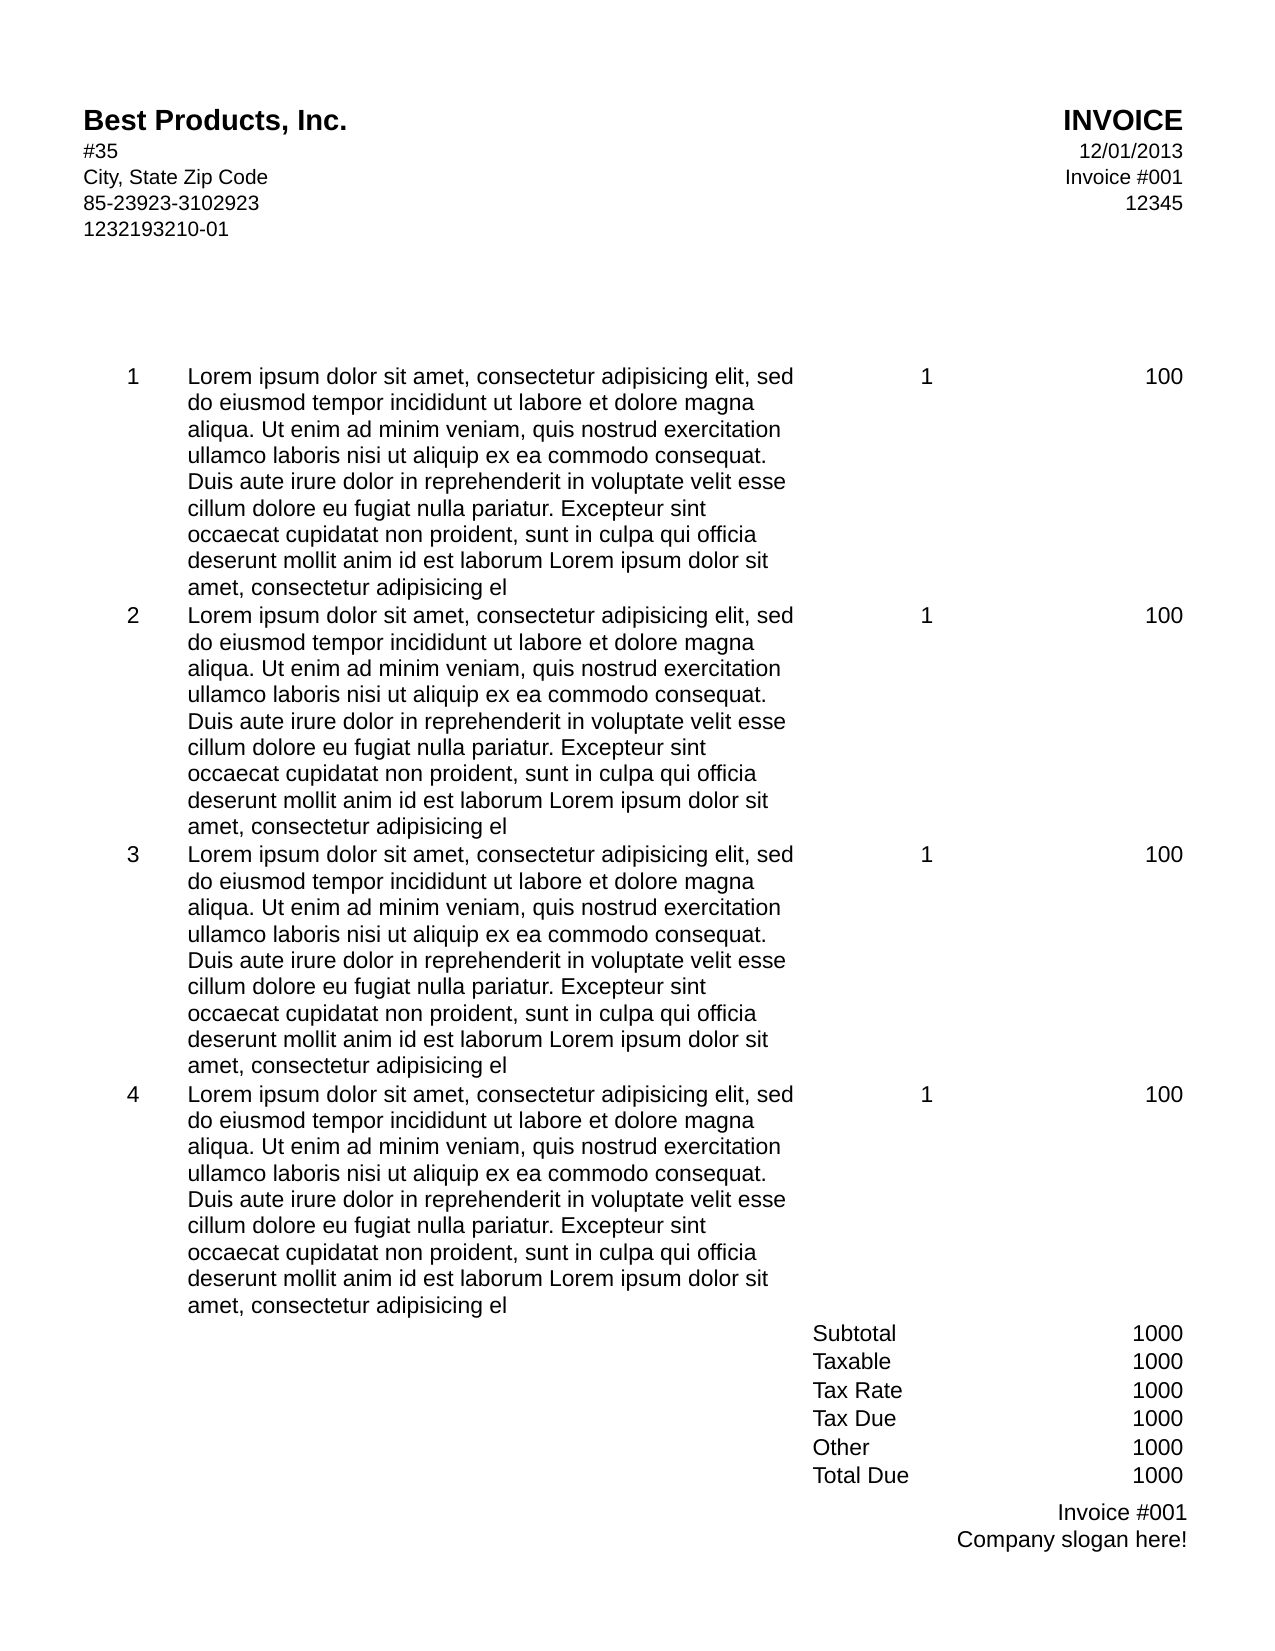 Best Products, Inc. INVOICE
#35 12/01/2013
City, State Zip Code Invoice #001
85-23923-3102923 12345
1232193210-01
1 Lorem ipsum dolor sit amet, consectetur adipisicing elit, sed 1 100
do eiusmod tempor incididunt ut labore et dolore magna
aliqua. Ut enim ad minim veniam, quis nostrud exercitation
ullamco laboris nisi ut aliquip ex ea commodo consequat.
Duis aute irure dolor in reprehenderit in voluptate velit esse
cillum dolore eu fugiat nulla pariatur. Excepteur sint
occaecat cupidatat non proident, sunt in culpa qui officia
deserunt mollit anim id est laborum Lorem ipsum dolor sit
amet, consectetur adipisicing el
2 Lorem ipsum dolor sit amet, consectetur adipisicing elit, sed 1 100
do eiusmod tempor incididunt ut labore et dolore magna
aliqua. Ut enim ad minim veniam, quis nostrud exercitation
ullamco laboris nisi ut aliquip ex ea commodo consequat.
Duis aute irure dolor in reprehenderit in voluptate velit esse
cillum dolore eu fugiat nulla pariatur. Excepteur sint
occaecat cupidatat non proident, sunt in culpa qui officia
deserunt mollit anim id est laborum Lorem ipsum dolor sit
amet, consectetur adipisicing el
3 Lorem ipsum dolor sit amet, consectetur adipisicing elit, sed 1 100
do eiusmod tempor incididunt ut labore et dolore magna
aliqua. Ut enim ad minim veniam, quis nostrud exercitation
ullamco laboris nisi ut aliquip ex ea commodo consequat.
Duis aute irure dolor in reprehenderit in voluptate velit esse
cillum dolore eu fugiat nulla pariatur. Excepteur sint
occaecat cupidatat non proident, sunt in culpa qui officia
deserunt mollit anim id est laborum Lorem ipsum dolor sit
amet, consectetur adipisicing el
4 Lorem ipsum dolor sit amet, consectetur adipisicing elit, sed 1 100
do eiusmod tempor incididunt ut labore et dolore magna
aliqua. Ut enim ad minim veniam, quis nostrud exercitation
ullamco laboris nisi ut aliquip ex ea commodo consequat.
Duis aute irure dolor in reprehenderit in voluptate velit esse
cillum dolore eu fugiat nulla pariatur. Excepteur sint
occaecat cupidatat non proident, sunt in culpa qui officia
deserunt mollit anim id est laborum Lorem ipsum dolor sit
amet, consectetur adipisicing el
Subtotal 1000
Taxable 1000
Tax Rate 1000
Tax Due 1000
Other 1000
Total Due 1000
Invoice #001
Company slogan here!